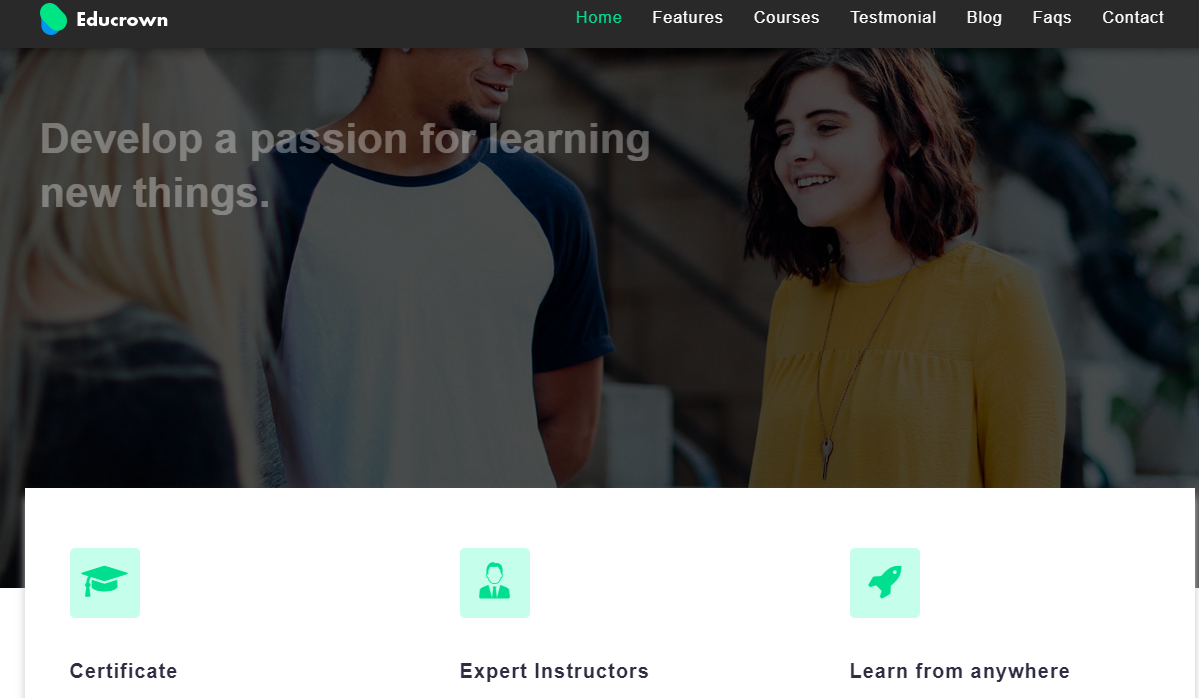 Educrown
Home Features Courses Testmonial Blog Faqs Contact
Develop a passion for learning
new things.
Certificate
Expert Instructors
Learn from anywhere